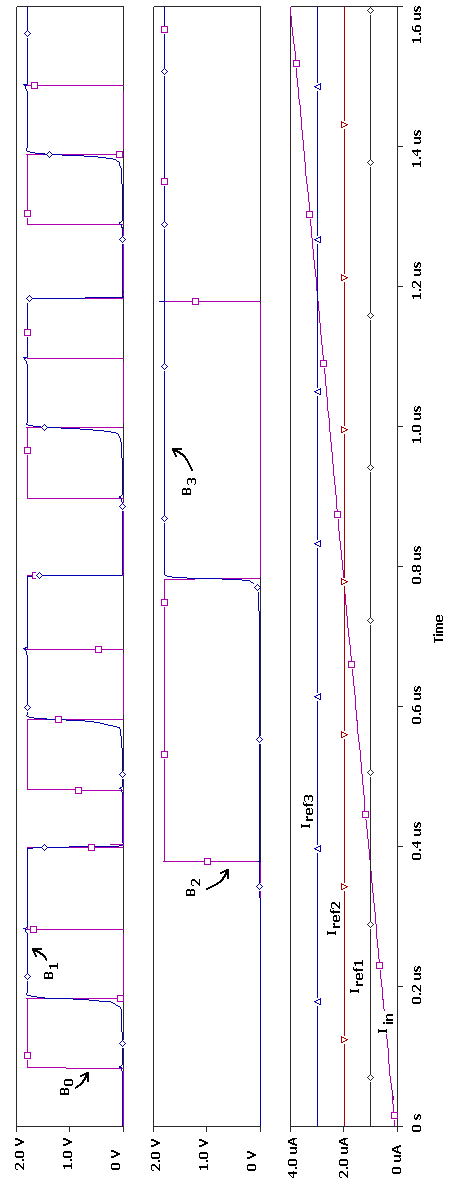 1.6 us
1.4 us
1.2 us
1.0 us
0.8 us
0.6 us
0.4 us
0.2 us
0 s
Time
B0
B1
2.0 V
1.0 V
0 V
B2
B3
2.0 V
1.0 V
0 V
Iref3
Iref2
Iref1
Iin
4.0 uA
2.0 uA
0 uA